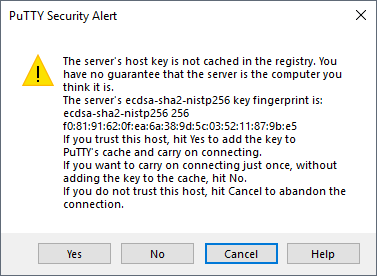 PuTTY Security Alert
The server's host key is not cached in the registry. You
have no guarantee that the server is the computer you
think it is.
The server's ecdsa-sha2-nistp256 key fingerprint is:
ecdsa-sha2-nistp256 256
f0:81:91:62:0f:ea:6a:38:9d:5c:03:52:11:87:9b:e5
If you trust this host, hit Yes to add the key to
PuTTY's cache and carry on connecting.
If you want to carry on connecting just once, without
adding the key to the cache, hit No.
If you do not trust this host, hit Cancel to abandon the
connection.
Yes
No
Cancel
Help